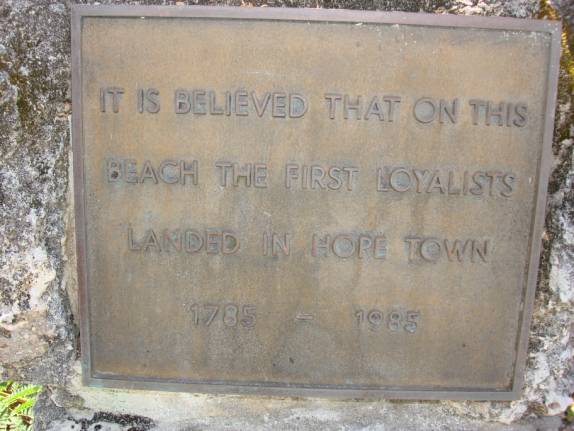 IT IS BELIEVED THAT ON THIS
BEACH THE FIRST LOYALISTS
LANDED IN HOPE TOWN
1785 – 1985